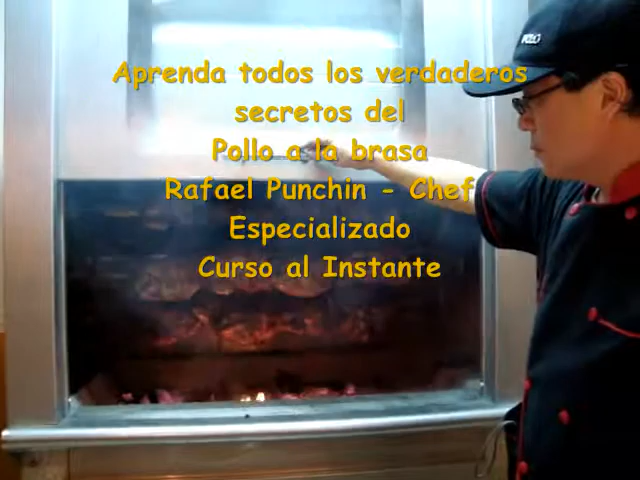 Aprenda todos los verdaderos
secretos del
Pollo a la brasa
Rafael Punchin - Chef
Especializado
Curso al Instante